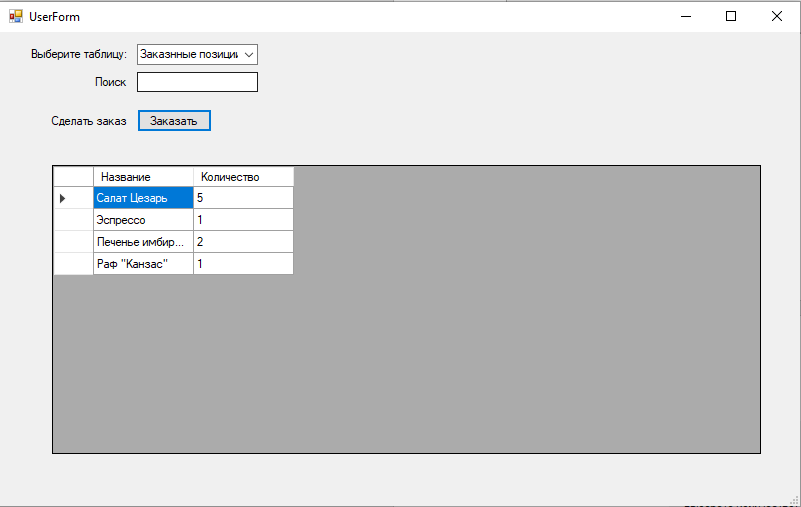 UserForm
Выберите таблицу: Заказнные позиции
Поиск
Сделать заказ Заказать
Название Количество
Салат Цезарь 5
Эспрессо 1
Печенье имбир... 2
Раф "Канзас" 1